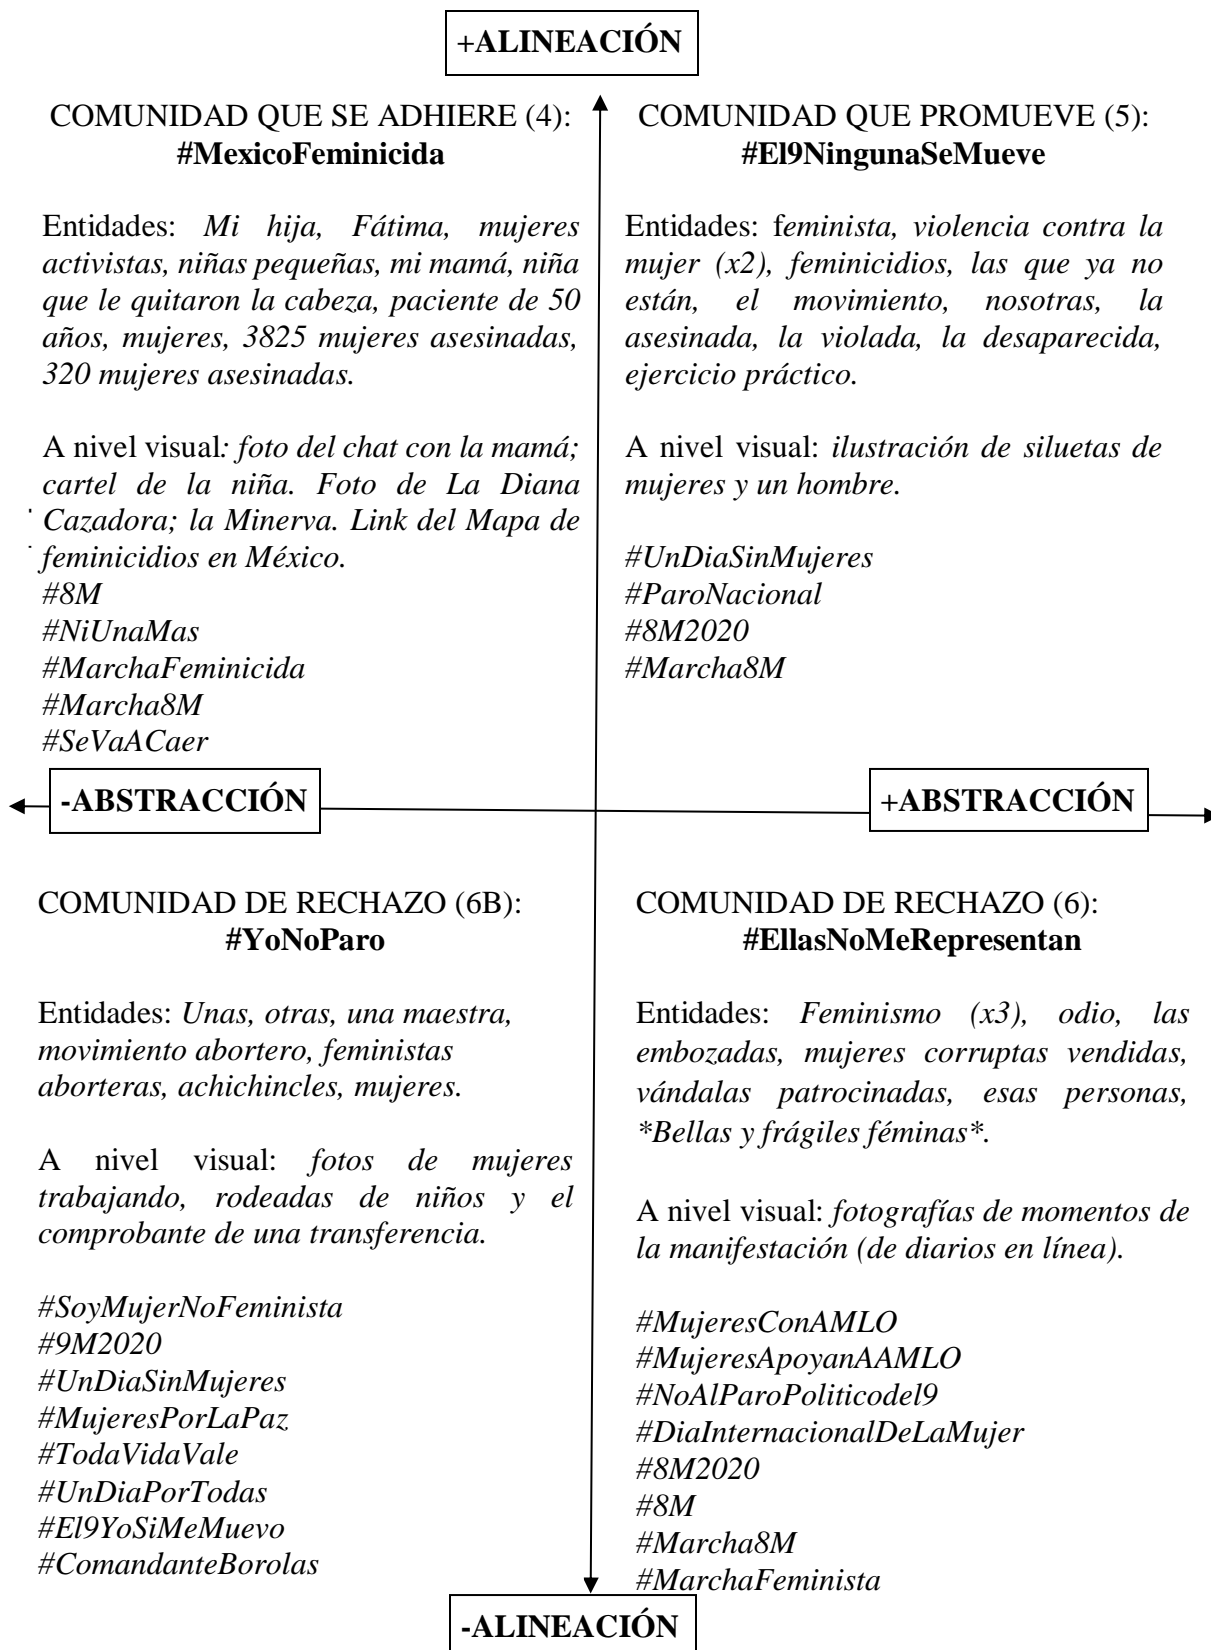 +ALINEACIÓN
COMUNIDAD QUE SE ADHIERE (4):
#MexicoFeminicida
Entidades: Mi hija, Fátima, mujeres
activistas, niñas pequeñas, mi mamá, niña
que le quitaron la cabeza, paciente de 50
años, mujeres, 3825 mujeres asesinadas,
320 mujeres asesinadas.
A nivel visual: foto del chat con la mamá;
cartel de la niña. Foto de La Diana
Cazadora; la Minerva. Link del Mapa de
feminicidios en México.
#8M
#NiUnaMas
#MarchaFeminicida
#Marcha8M
#SeVaACaer
COMUNIDAD QUE PROMUEVE (5):
#El9NingunaSeMueve
Entidades: feminista, violencia contra la
mujer (x2), feminicidios, las que ya no
están, el movimiento, nosotras, la
asesinada, la violada, la desaparecida,
ejercicio práctico.
A nivel visual: ilustración de siluetas de
mujeres y un hombre.
#UnDiaSinMujeres
#ParoNacional
#8M2020
#Marcha8M
-ABSTRACCIÓN
+ABSTRACCIÓN
COMUNIDAD DE RECHAZO (6B):
#YoNoParo
Entidades: Unas, otras, una maestra,
movimiento abortero, feministas
aborteras, achichincles, mujeres.
A nivel visual: fotos de mujeres
trabajando, rodeadas de niños y el
comprobante de una transferencia.
#SoyMujerNoFeminista
#9M2020
#UnDiaSinMujeres
#MujeresPorLaPaz
#TodaVidaVale
#UnDiaPorTodas
#El9YoSiMeMuevo
#ComandanteBorolas
COMUNIDAD DE RECHAZO (6):
#EllasNoMeRepresentan
Entidades: Feminismo (x3), odio, las
embozadas, mujeres corruptas vendidas,
vándalas patrocinadas, esas personas,
*Bellas y frágiles féminas*.
A nivel visual: fotografías de momentos de
la manifestación (de diarios en línea).
#MujeresConAMLO
#MujeresApoyanAAMLO
#NoAlParoPoliticodel9
#DiaInternacionalDeLaMujer
#8M2020
#8M
#Marcha8M
#MarchaFeminista
-ALINEACIÓN